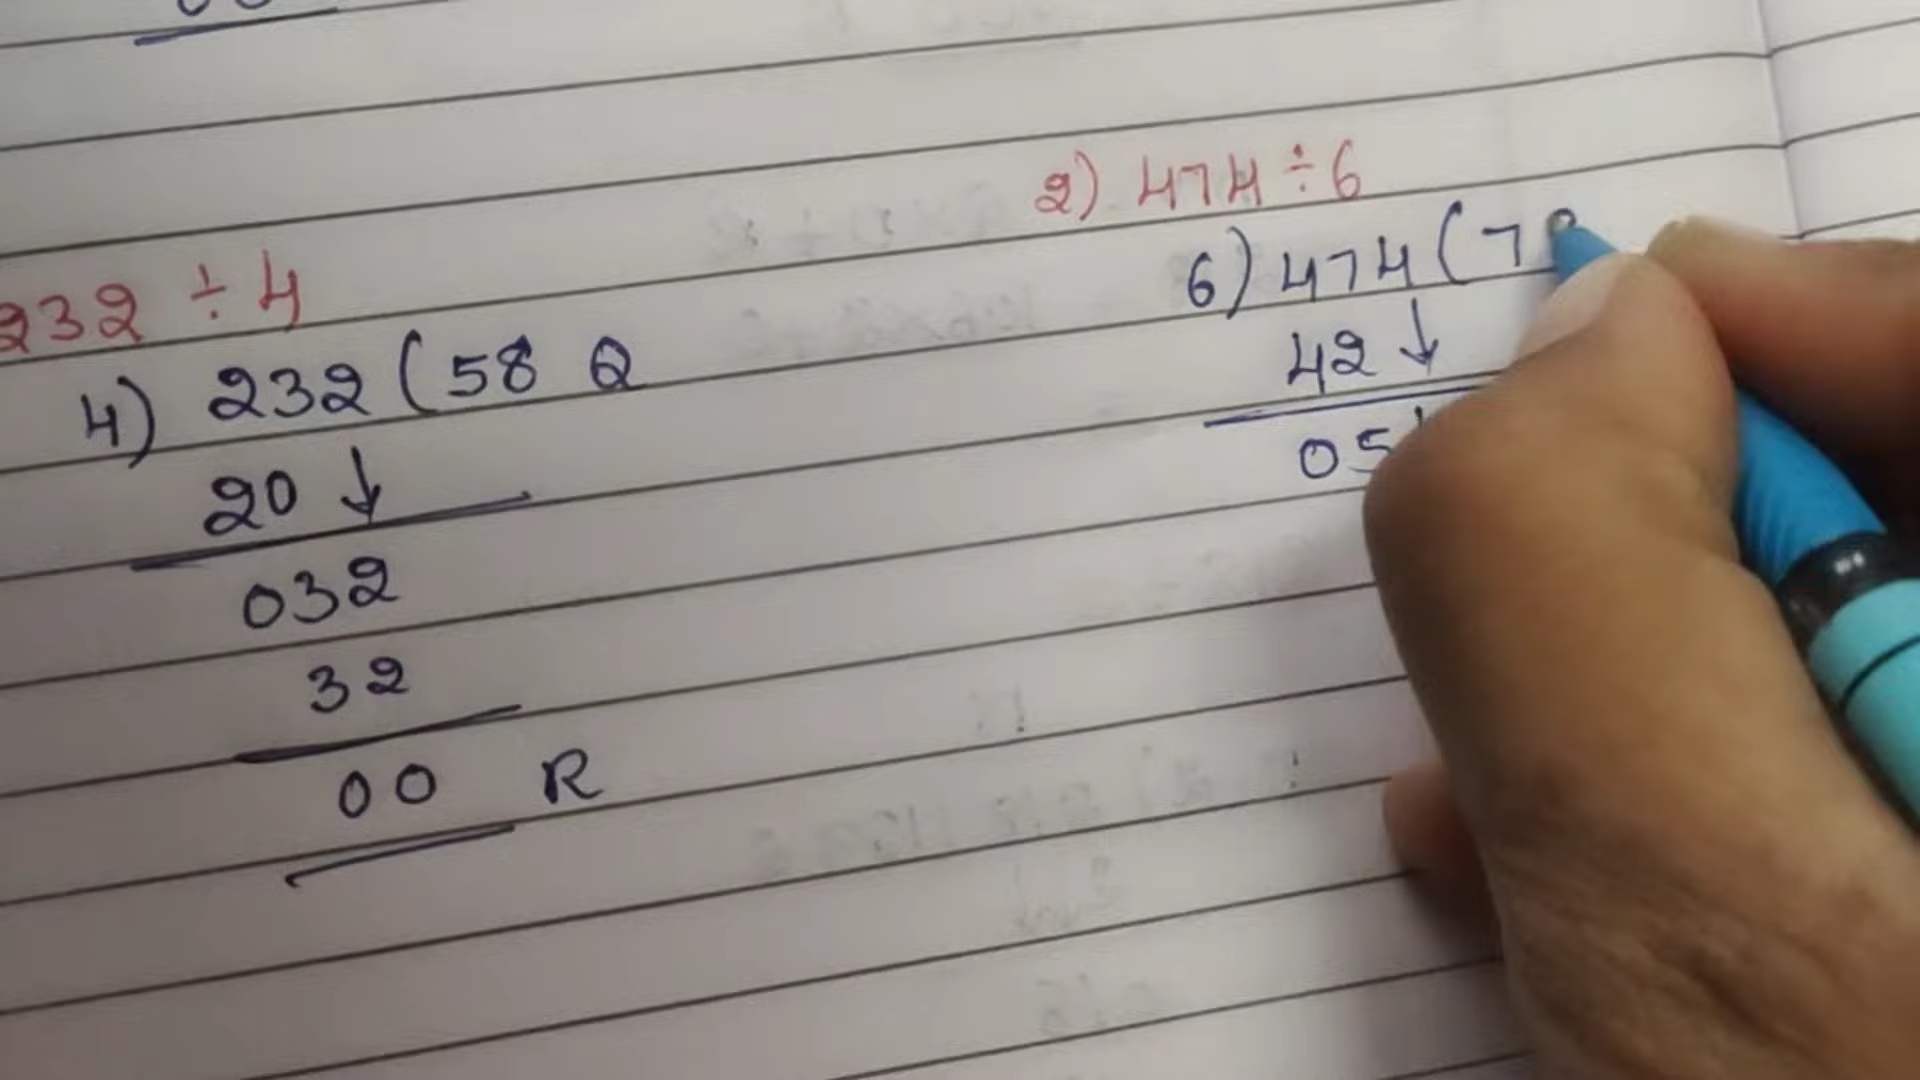 232 ÷ 4
4) 232 ( 58 Q
20 ↓
032
32
00 R
2) 474 ÷ 6
6) 474 ( 7
42 ↓
05